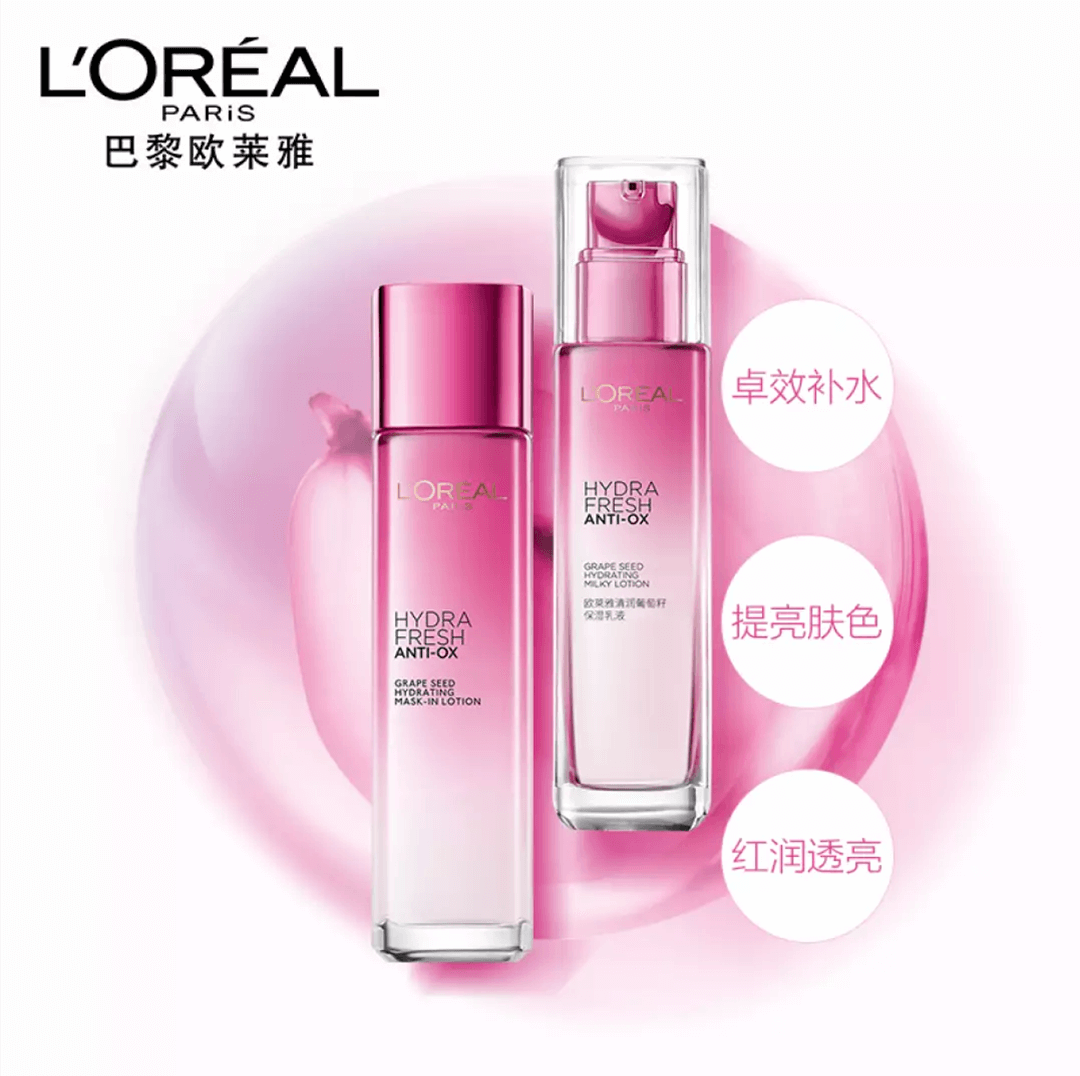 L'ORÉAL
PARiS
巴黎欧莱雅
L'ORÉAL
PARIS
HYDRA
FRESH
ANTI-OX
GRAPE SEED
HYDRATING
MASK-IN LOTION
L'ORÉAL
PARIS
HYDRA
FRESH
ANTI-OX
GRAPE SEED
HYDRATING
MILKY LOTION
欧莱雅清润葡萄籽
保湿乳液
卓效补水
提亮肤色
红润透亮